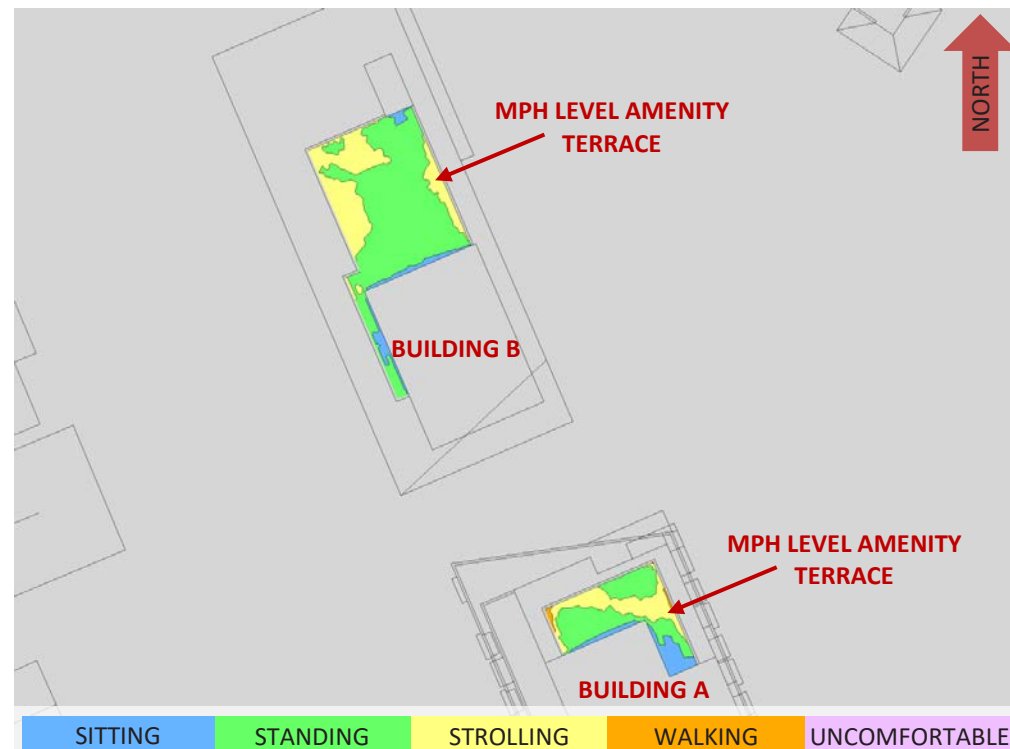 NORTH
MPH LEVEL AMENITY
TERRACE
BUILDING B
MPH LEVEL AMENITY
TERRACE
BUILDING A
SITTING STANDING STROLLING WALKING UNCOMFORTABLE